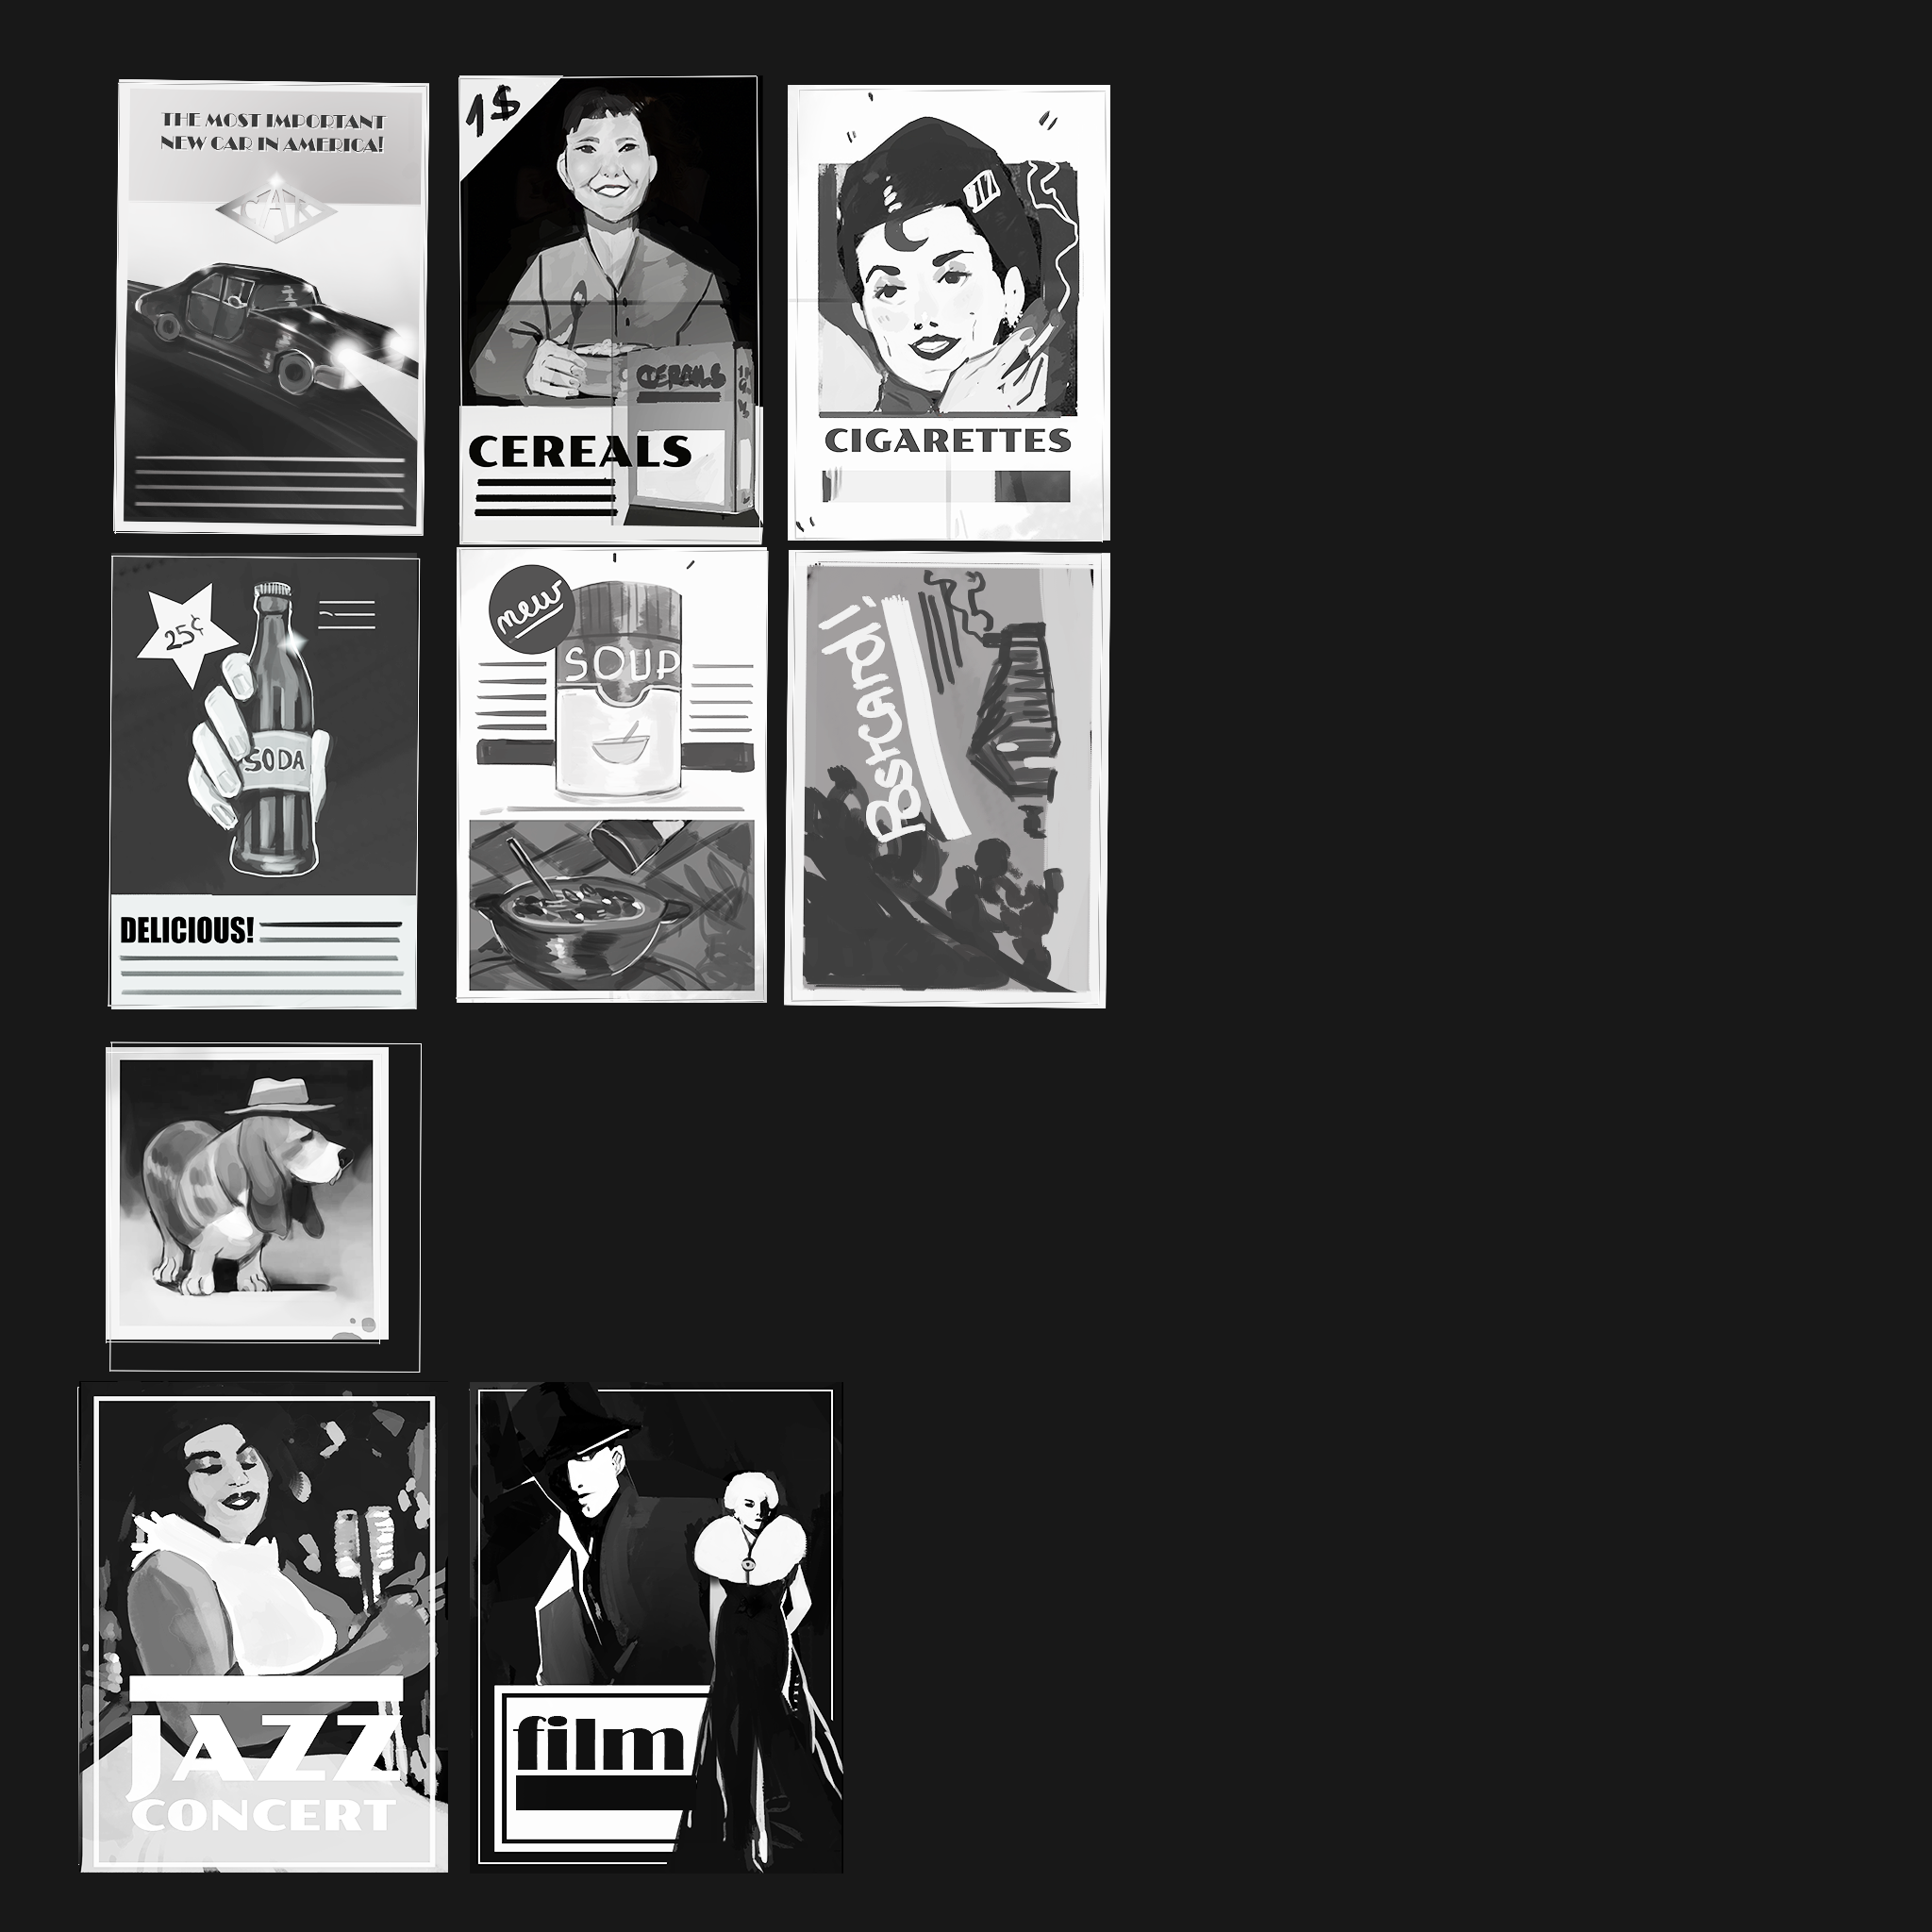 THE MOST IMPORTANT
NEW CAR IN AMERICA!
CAR
1$
CEREALS
CEREALS
CIGARETTES
25¢
SODA
DELICIOUS!
new
SOUP
Postcard!
JAZZ
CONCERT
film